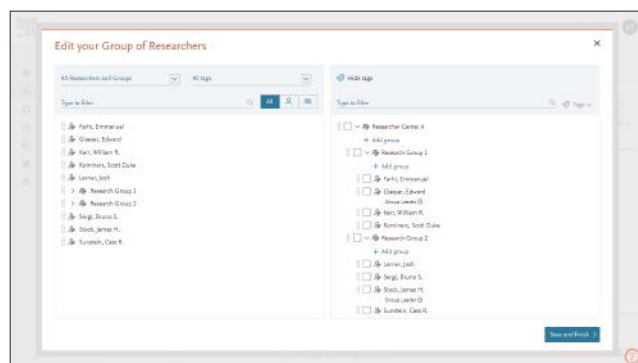 Edit your Group of Researchers
All Researchers and Groups
All tags
Type to filter
All
Farhi, Emmanuel
Glaeser, Edward
Kerr, William R.
Kominers, Scott Duke
Lerner, Josh
Research Group 1
Research Group 2
Sergi, Bruno S.
Stock, James H.
Sunstein, Cass R.
Hide tags
Type to filter
Tags
Researcher Center A
+ Add group
Research Group 1
+ Add group
Farhi, Emmanuel
Glaeser, Edward
Group Leader
Kerr, William R.
Kominers, Scott Duke
Research Group 2
+ Add group
Lerner, Josh
Sergi, Bruno S.
Stock, James H.
Group Leader
Sunstein, Cass R.
Save and Finish